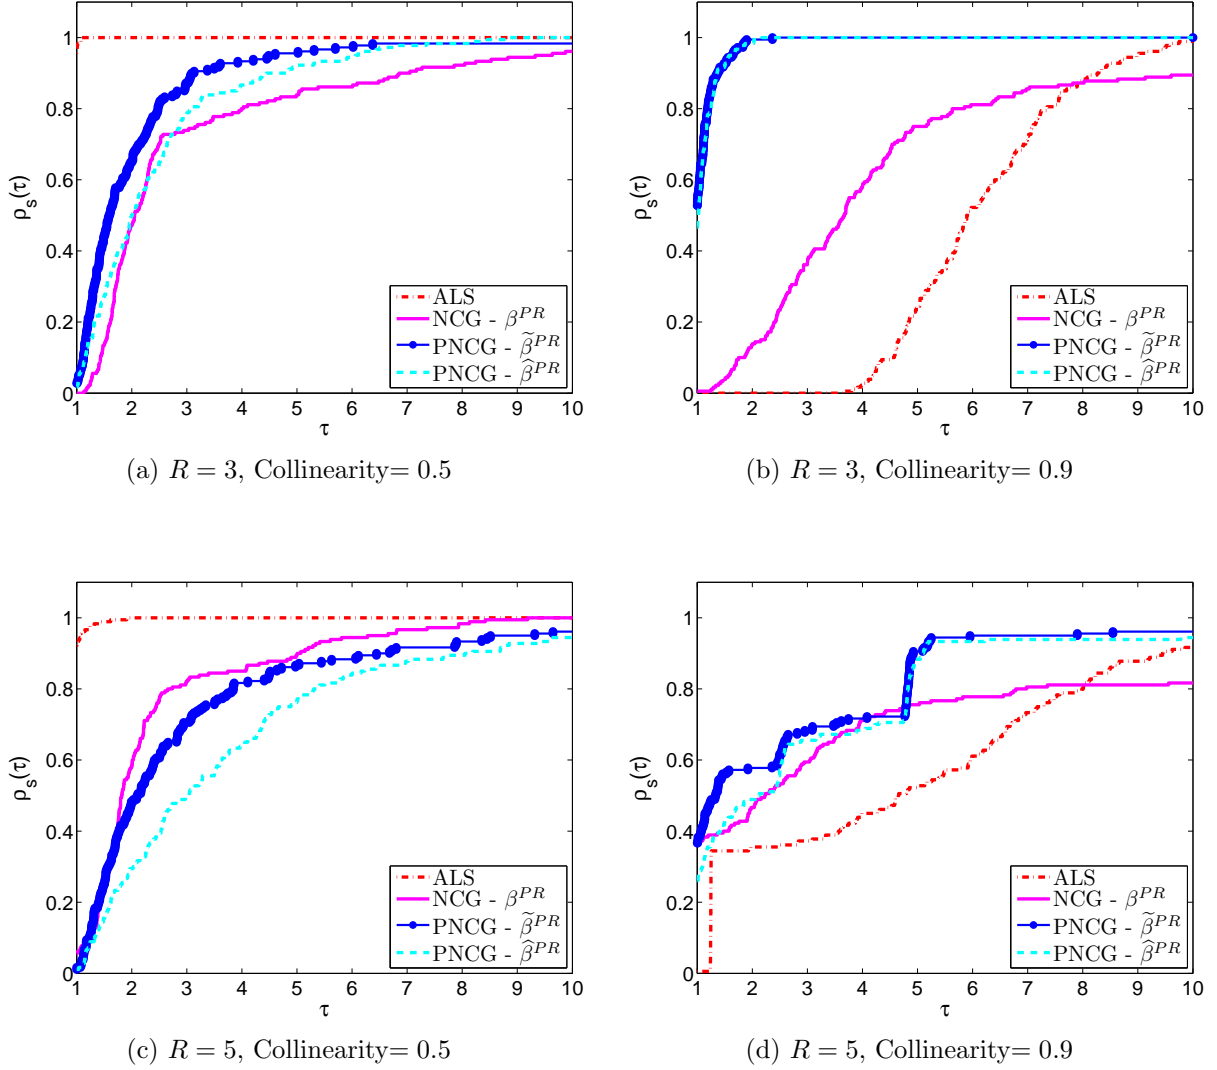 1
0.8
0.6
0.4
0.2
0
ρ_s(τ)
1 2 3 4 5 6 7 8 9 10
τ
ALS
NCG - β^{PR}
PNCG - β̃^{PR}
PNCG - β̂^{PR}
(a) R = 3, Collinearity= 0.5
1
0.8
0.6
0.4
0.2
0
ρ_s(τ)
1 2 3 4 5 6 7 8 9 10
τ
ALS
NCG - β^{PR}
PNCG - β̃^{PR}
PNCG - β̂^{PR}
(b) R = 3, Collinearity= 0.9
1
0.8
0.6
0.4
0.2
0
ρ_s(τ)
1 2 3 4 5 6 7 8 9 10
τ
ALS
NCG - β^{PR}
PNCG - β̃^{PR}
PNCG - β̂^{PR}
(c) R = 5, Collinearity= 0.5
1
0.8
0.6
0.4
0.2
0
ρ_s(τ)
1 2 3 4 5 6 7 8 9 10
τ
ALS
NCG - β^{PR}
PNCG - β̃^{PR}
PNCG - β̂^{PR}
(d) R = 5, Collinearity= 0.9